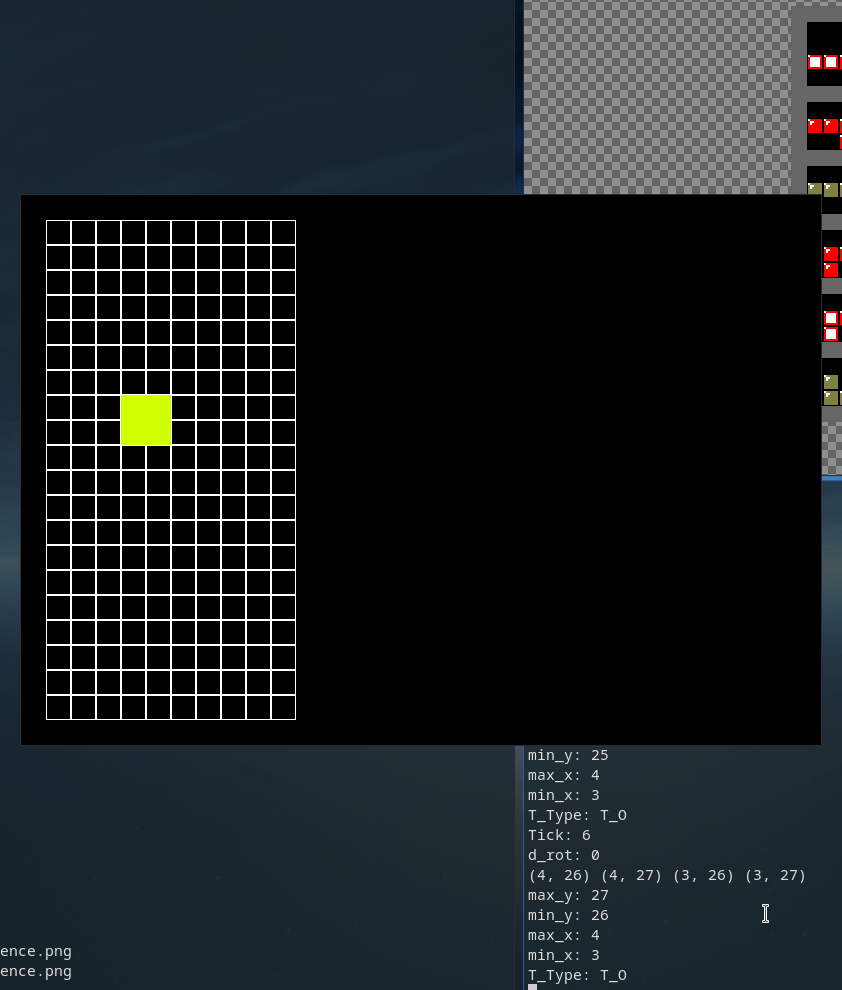 min_y: 25
max_x: 4
min_x: 3
T_Type: T_O
Tick: 6
d_rot: 0
(4, 26) (4, 27) (3, 26) (3, 27)
max_y: 27
min_y: 26
max_x: 4
min_x: 3
T_Type: T_O
ence.png
ence.png